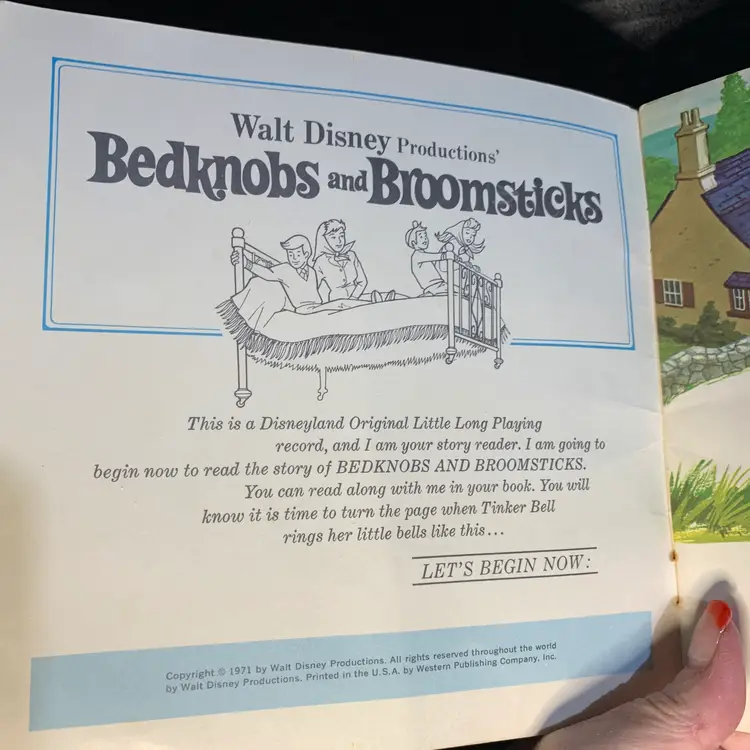 Walt Disney Productions'
Bedknobs and Broomsticks
This is a Disneyland Original Little Long Playing
record, and I am your story reader. I am going to
begin now to read the story of BEDKNOBS AND BROOMSTICKS.
You can read along with me in your book. You will
know it is time to turn the page when Tinker Bell
rings her little bells like this...
LET'S BEGIN NOW:
Copyright © 1971 by Walt Disney Productions. All rights reserved throughout the world
by Walt Disney Productions. Printed in the U.S.A. by Western Publishing Company, Inc.